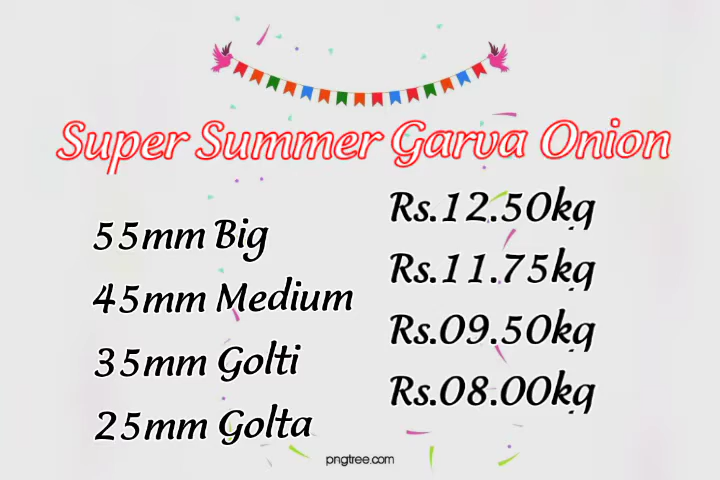 Super Summer Garva Onion
55mm Big Rs.12.50kg
45mm Medium Rs.11.75kg
35mm Golti Rs.09.50kg
25mm Golta Rs.08.00kg
pngtree.com